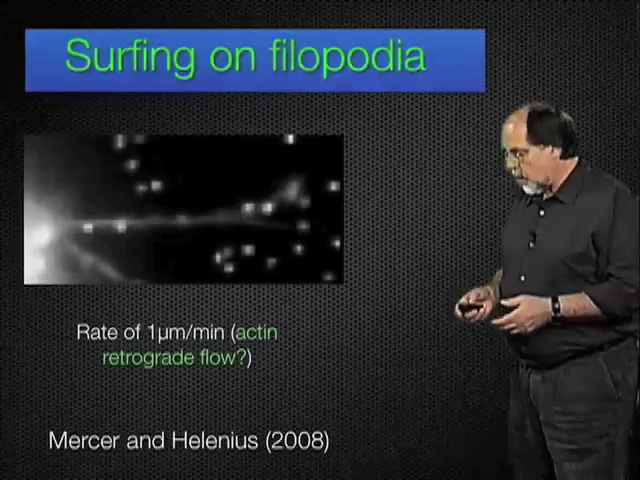 Surfing on filopodia
Rate of 1µm/min (actin
retrograde flow?)
Mercer and Helenius (2008)